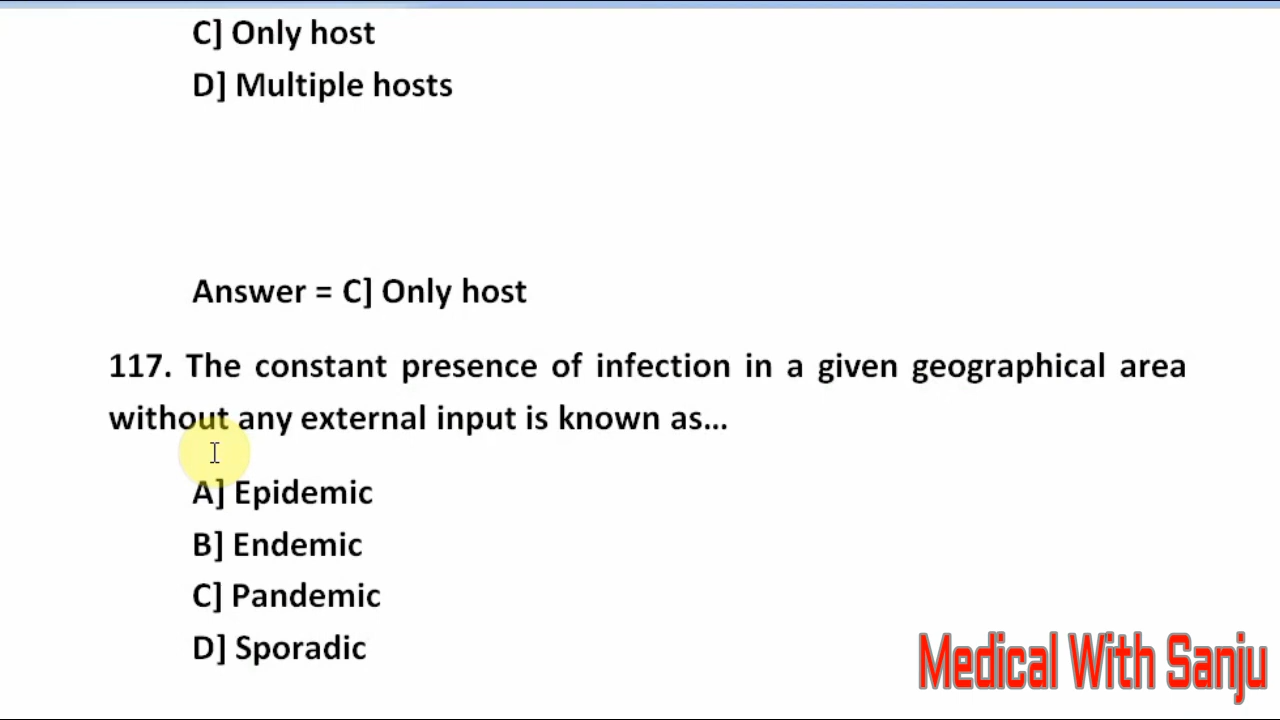 C] Only host
D] Multiple hosts
Answer = C] Only host
117. The constant presence of infection in a given geographical area
without any external input is known as...
A] Epidemic
B] Endemic
C] Pandemic
D] Sporadic
Medical With Sanju